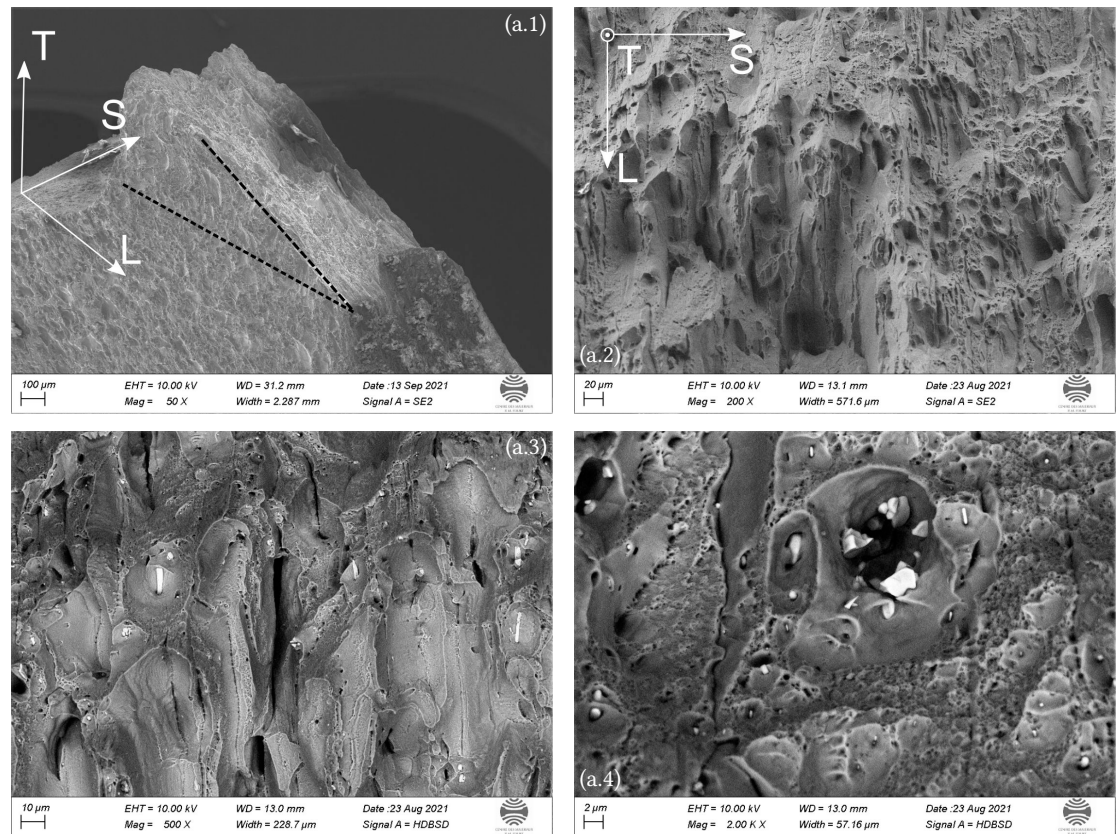 (a.1)
T
S
L
100 µm
EHT = 10.00 kV
WD = 31.2 mm
Date :13 Sep 2021
Mag = 50 X
Width = 2.287 mm
Signal A = SE2
T
S
L
(a.2)
20 µm
EHT = 10.00 kV
WD = 13.1 mm
Date :23 Aug 2021
Mag = 200 X
Width = 571.6 µm
Signal A = SE2
(a.3)
10 µm
EHT = 10.00 kV
WD = 13.0 mm
Date :23 Aug 2021
Mag = 500 X
Width = 228.7 µm
Signal A = HDBSD
(a.4)
2 µm
EHT = 10.00 kV
WD = 13.0 mm
Date :23 Aug 2021
Mag = 2.00 K X
Width = 57.16 µm
Signal A = HDBSD